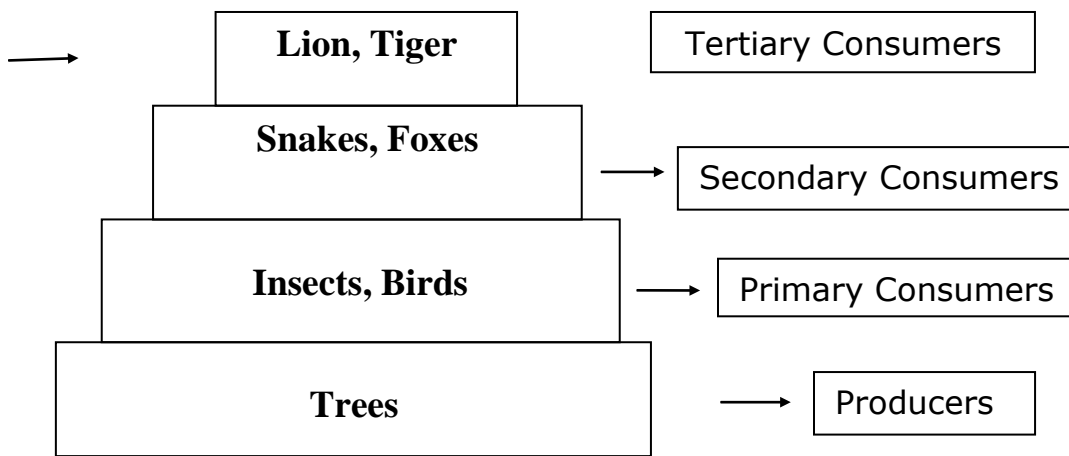 Lion, Tiger
Tertiary Consumers
Snakes, Foxes
Secondary Consumers
Insects, Birds
Primary Consumers
Trees
Producers